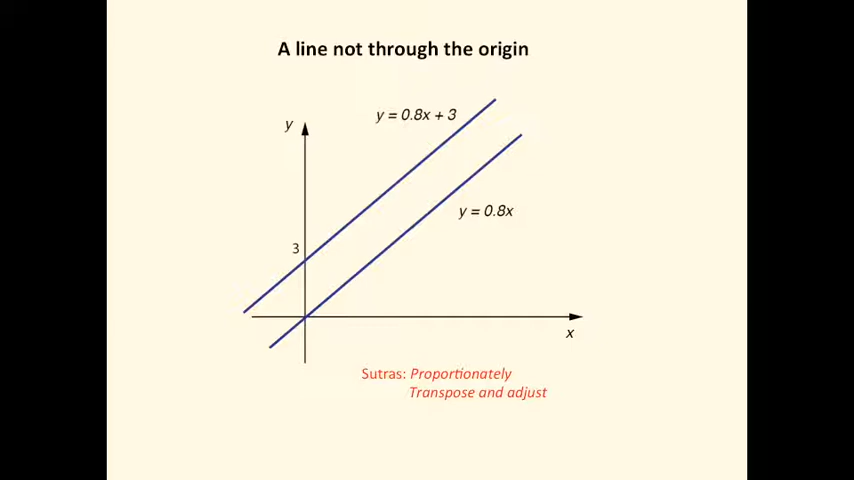 A line not through the origin
y = 0.8x + 3
y
y = 0.8x
3
x
Sutras: Proportionately
Transpose and adjust